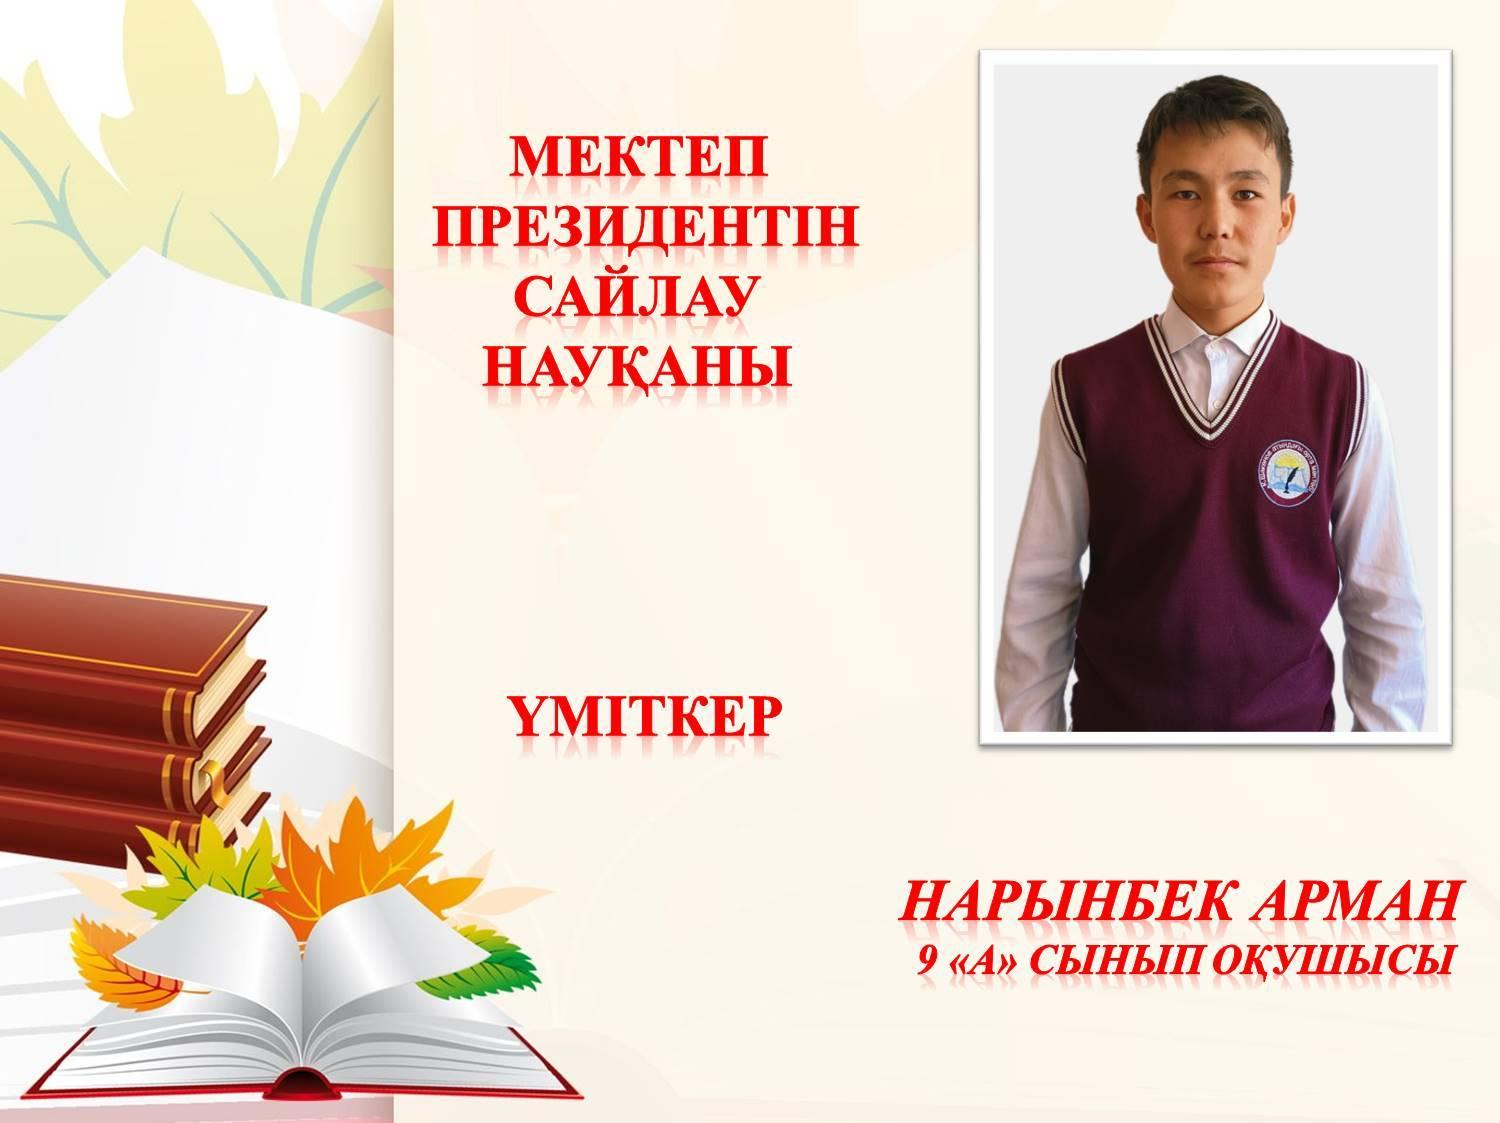 МЕКТЕП
ПРЕЗИДЕНТІН
САЙЛАУ
НАУҚАНЫ
ҮМІТКЕР
НАРЫНБЕК АРМАН
9 «А» СЫНЫП ОҚУШЫСЫ